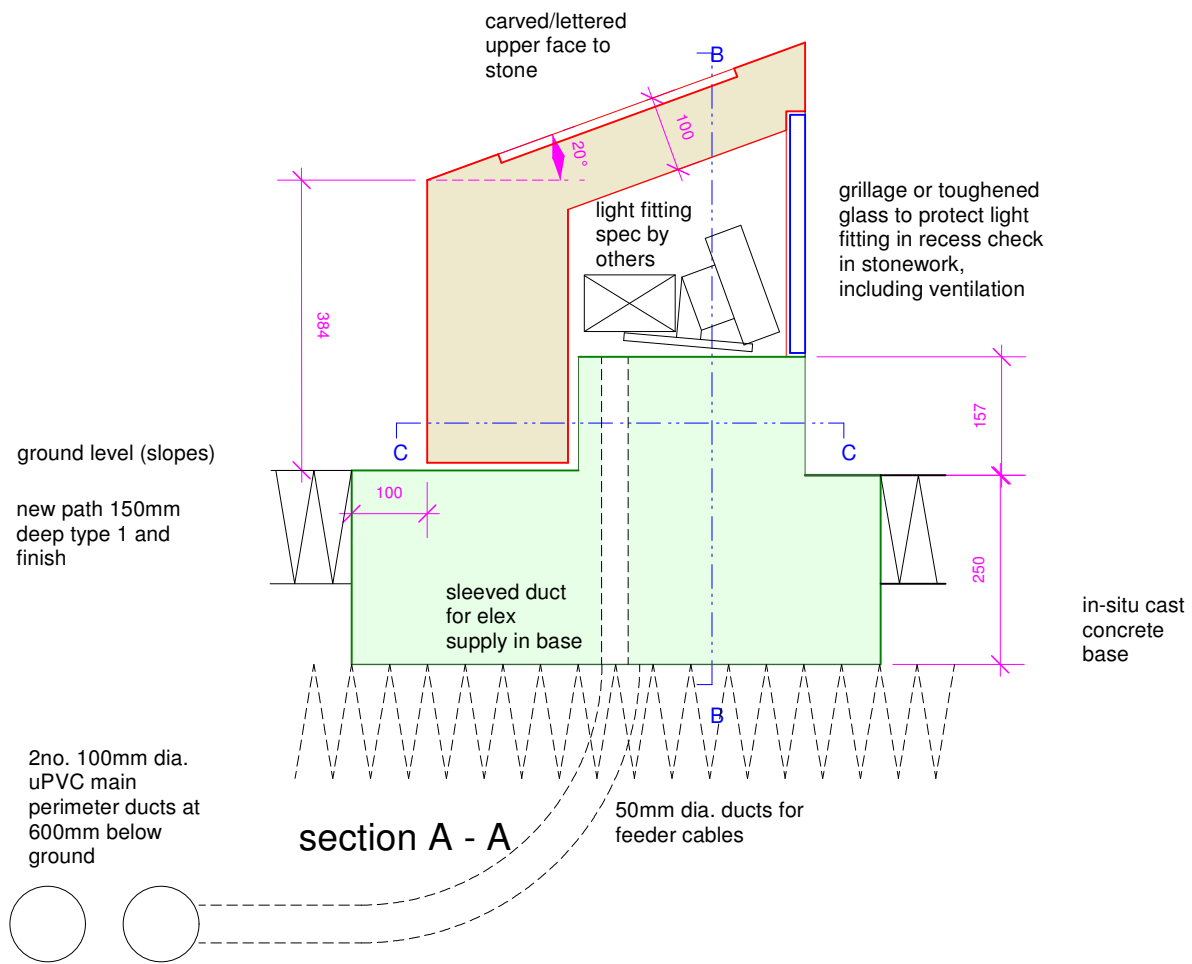 carved/lettered
upper face to
stone
B
100
20°
light fitting
spec by
others
grillage or toughened
glass to protect light
fitting in recess check
in stonework,
including ventilation
384
157
C
C
ground level (slopes)
new path 150mm
deep type 1 and
finish
100
250
sleeved duct
for elex
supply in base
in-situ cast
concrete
base
B
2no. 100mm dia.
uPVC main
perimeter ducts at
600mm below
ground
section A - A
50mm dia. ducts for
feeder cables